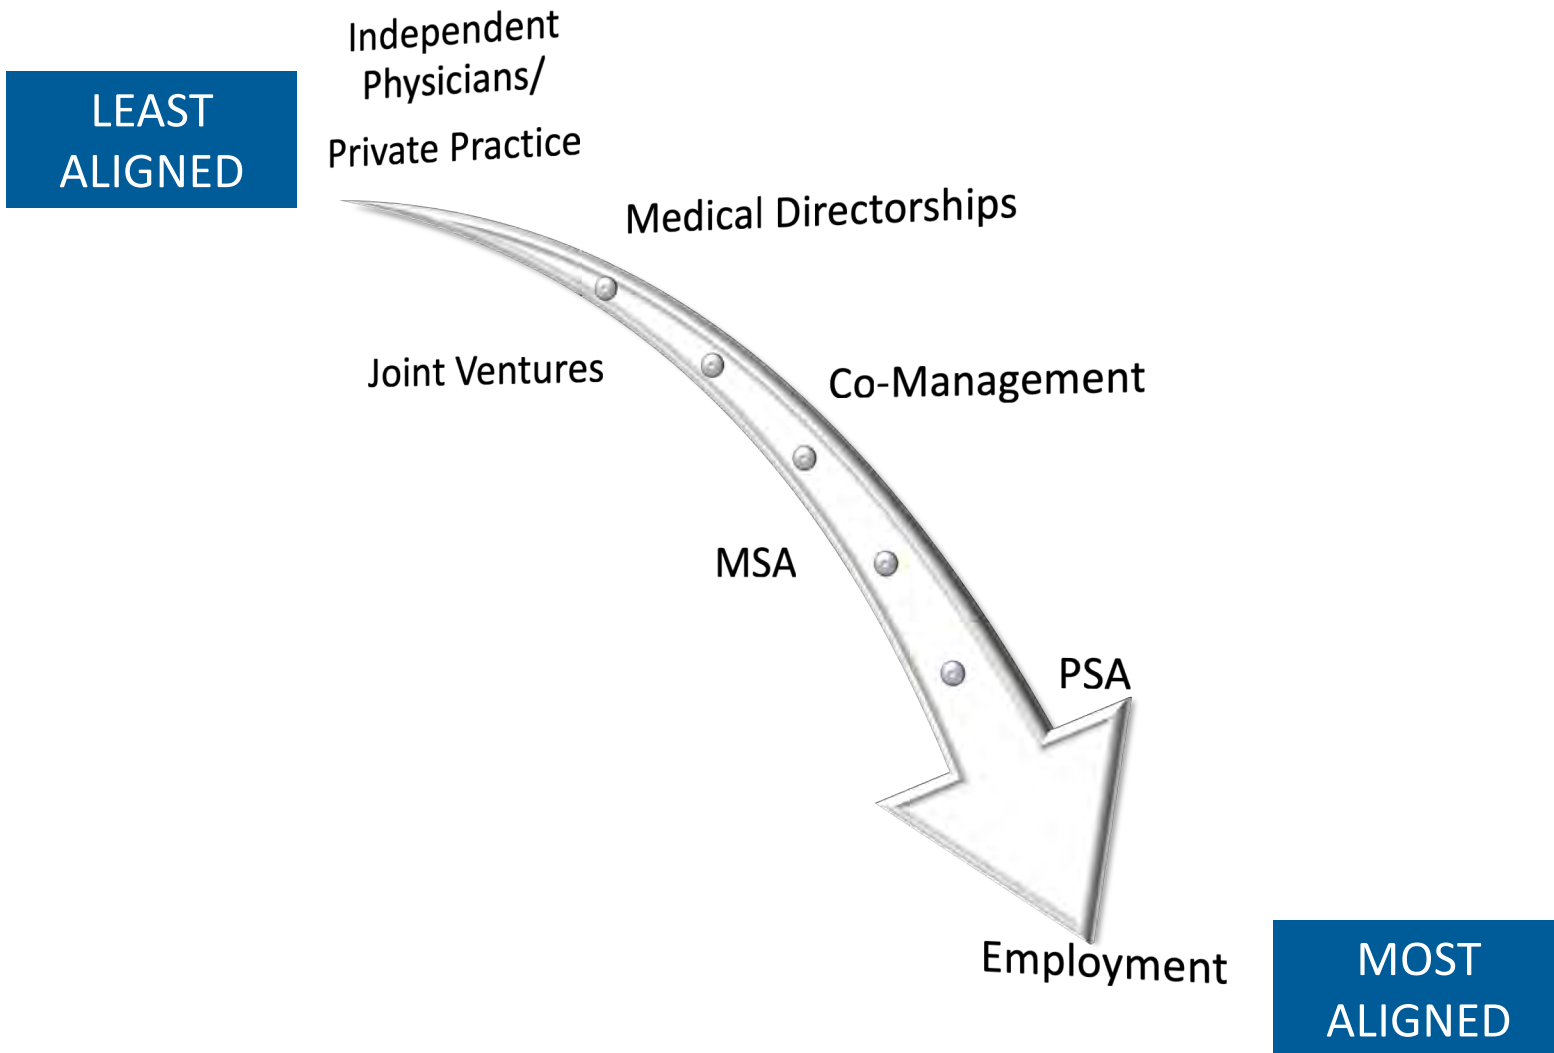 Independent
Physicians/
Private Practice
LEAST
ALIGNED
Medical Directorships
Joint Ventures
Co-Management
MSA
PSA
Employment
MOST
ALIGNED